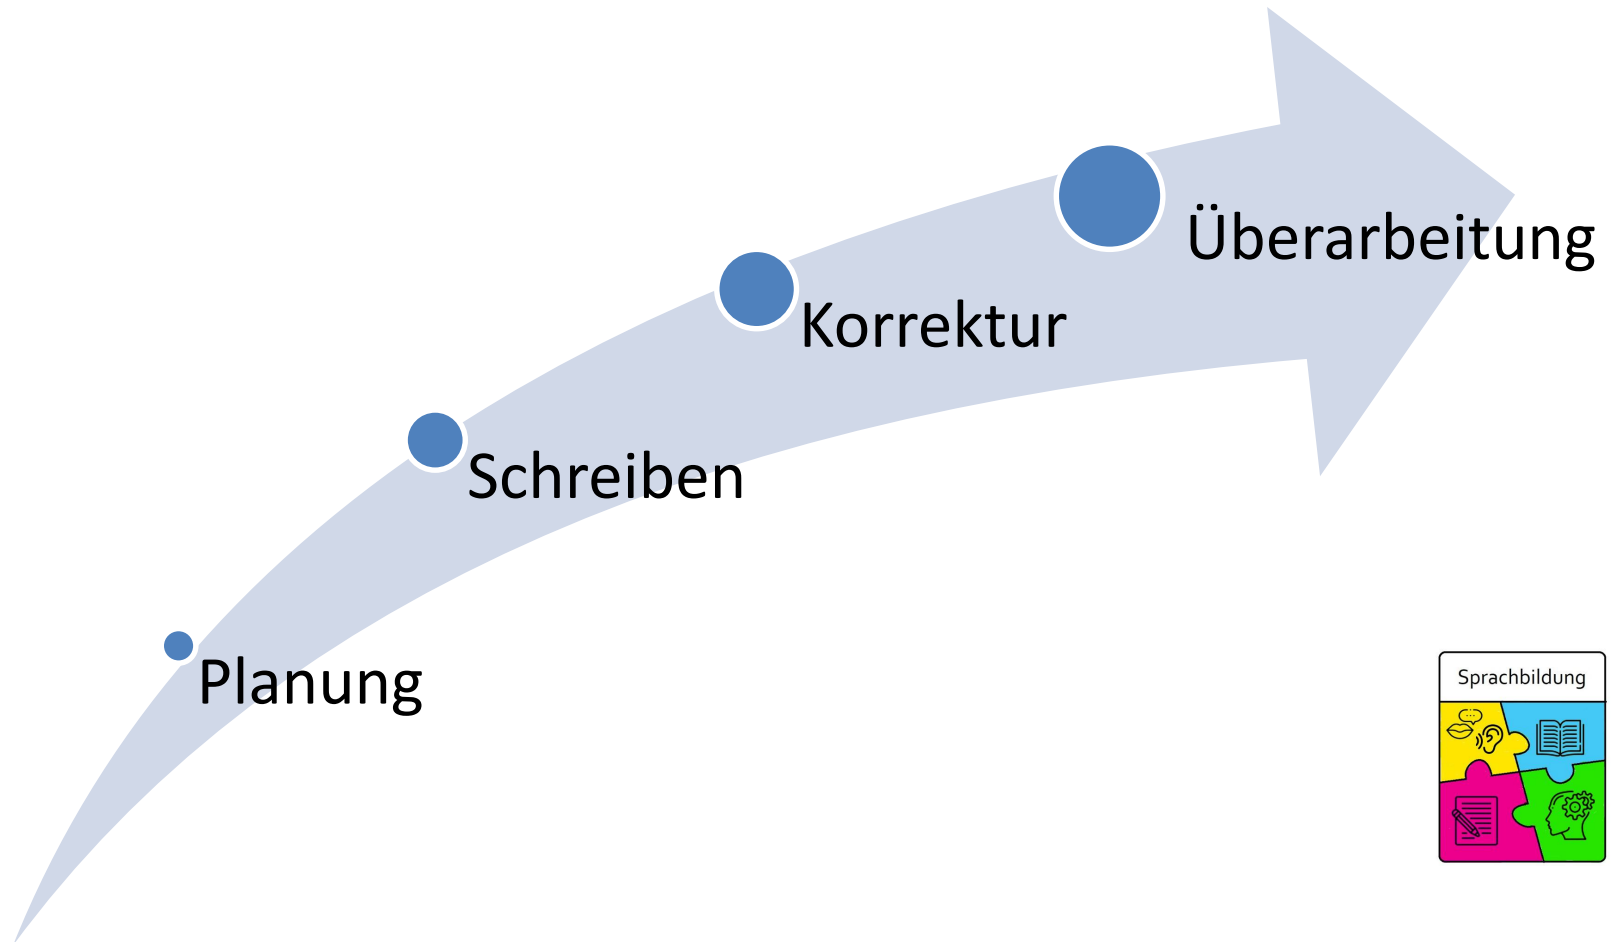 Planung
Schreiben
Korrektur
Überarbeitung
Sprachbildung